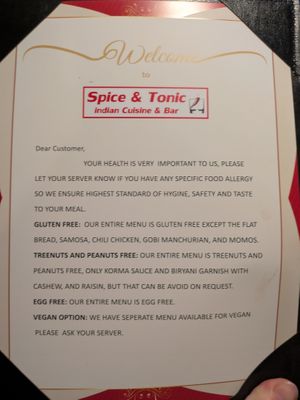 Welcome
to
Spice & Tonic
indian Cuisine & Bar
Dear Customer,
YOUR HEALTH IS VERY IMPORTANT TO US, PLEASE
LET YOUR SERVER KNOW IF YOU HAVE ANY SPECIFIC FOOD ALLERGY
SO WE ENSURE HIGHEST STANDARD OF HYGINE, SAFETY AND TASTE
TO YOUR MEAL.
GLUTEN FREE: OUR ENTIRE MENU IS GLUTEN FREE EXCEPT THE FLAT
BREAD, SAMOSA, CHILI CHICKEN, GOBI MANCHURIAN, AND MOMOS.
TREENUTS AND PEANUTS FREE: OUR ENTIRE MENU IS TREENUTS AND
PEANUTS FREE, ONLY KORMA SAUCE AND BIRYANI GARNISH WITH
CASHEW, AND RAISIN, BUT THAT CAN BE AVOID ON REQUEST.
EGG FREE: OUR ENTIRE MENU IS EGG FREE.
VEGAN OPTION: WE HAVE SEPERATE MENU AVAILABLE FOR VEGAN
PLEASE ASK YOUR SERVER.